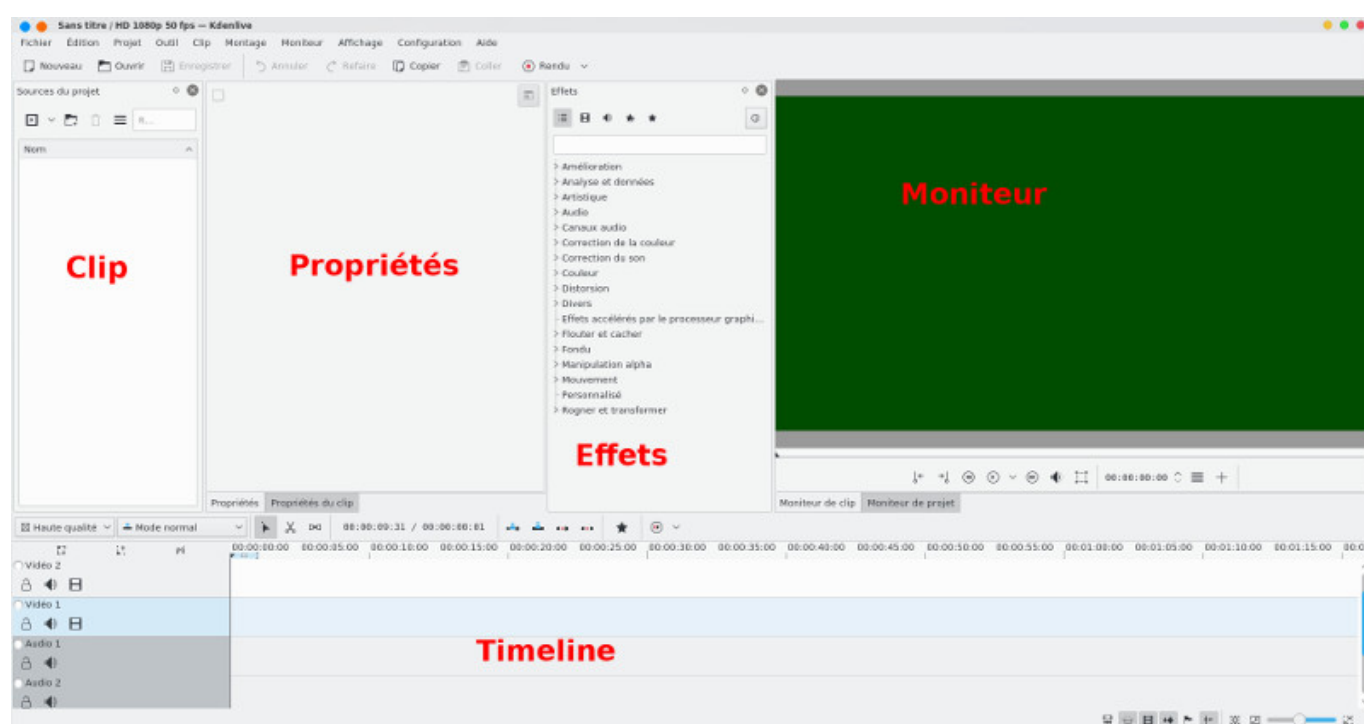 Sans titre / HD 1080p 50 fps — Kdenlive
Fichier Édition Projet Outil Clip Montage Moniteur Affichage Configuration Aide
Nouveau Ouvrir Enregistrer Annuler Refaire Copier Coller Rendu
Sources du projet
R...
Nom
Clip
Propriétés
Propriétés Propriétés du clip
Effets
Amélioration
Analyse et données
Artistique
Audio
Canaux audio
Correction de la couleur
Correction du son
Couleur
Distorsion
Divers
Effets accélérés par le processeur graphi...
Flouter et cacher
Fondu
Manipulation alpha
Mouvement
Personnalisé
Rogner et transformer
Effets
Moniteur
00:00:00:00
Moniteur de clip Moniteur de projet
Haute qualité Mode normal 00:00:09:31 / 00:00:00:01
00:00:00:00 00:00:05:00 00:00:10:00 00:00:15:00 00:00:20:00 00:00:25:00 00:00:30:00 00:00:35:00 00:00:40:00 00:00:45:00 00:00:50:00 00:00:55:00 00:01:00:00 00:01:05:00 00:01:10:00 00:01:15:00
Vidéo 2
Vidéo 1
Audio 1
Timeline
Audio 2